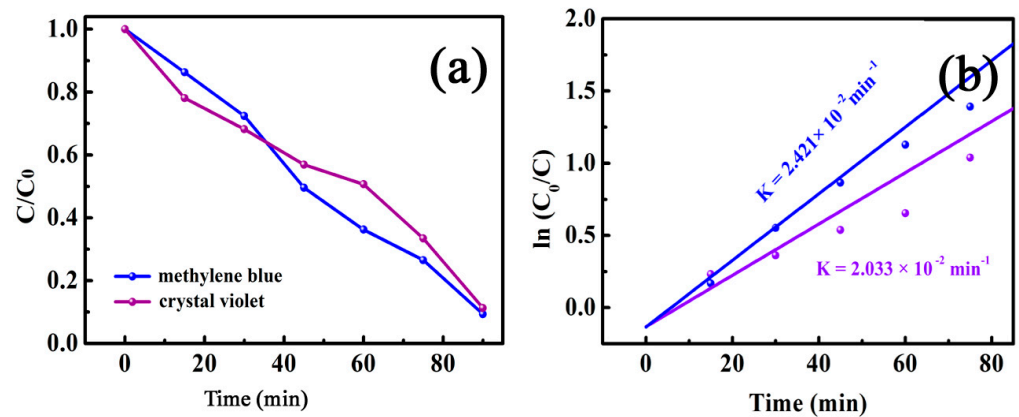 (a)
1.0
0.8
0.6
0.4
0.2
0.0
C/C0
methylene blue
crystal violet
0 20 40 60 80
Time (min)
(b)
2.0
1.5
1.0
0.5
0.0
ln (C₀/C)
K = 2.421× 10⁻² min⁻¹
K = 2.033 × 10⁻² min⁻¹
0 20 40 60 80
Time (min)